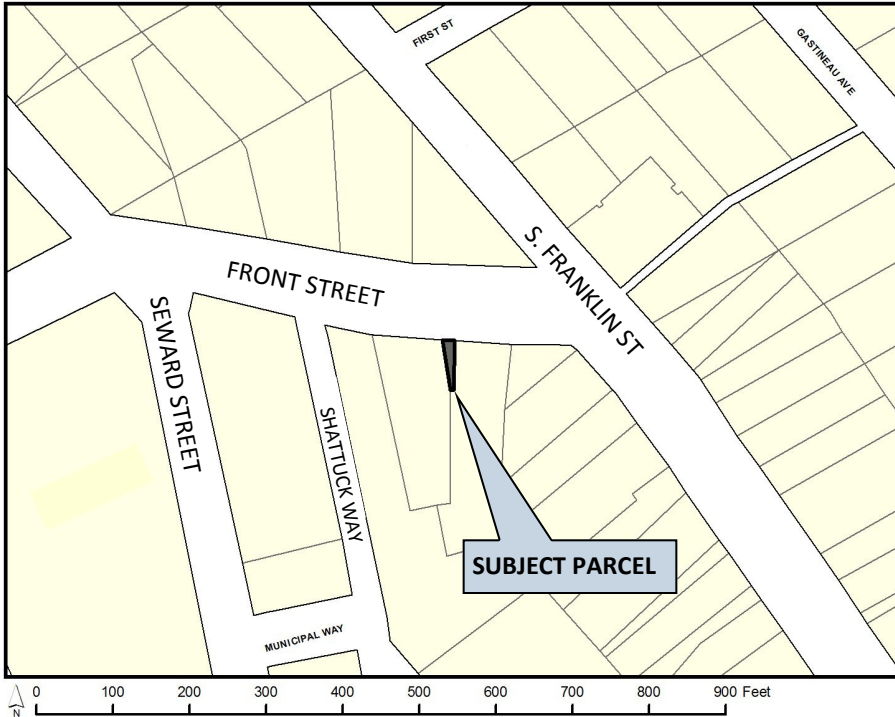 FIRST ST
GASTINEAU AVE
S. FRANKLIN ST
FRONT STREET
SEWARD STREET
SHATTUCK WAY
SUBJECT PARCEL
MUNICIPAL WAY
N 0 100 200 300 400 500 600 700 800 900 Feet